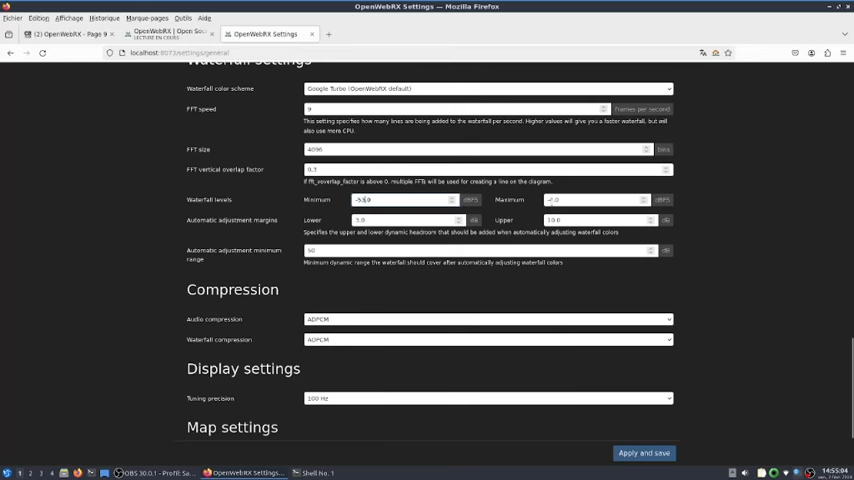 OpenWebRX Settings — Mozilla Firefox
Fichier Edition Affichage Historique Marque-pages Outils Aide
(2) OpenWebRX - Page 9 OpenWebRX | Open Sou OpenWebRX Settings
LECTURE EN COURS
localhost:8073/settings/general
Waterfall settings
Waterfall color scheme Google Turbo (OpenWebRX default)
FFT speed 9 frames per second
This setting specifies how many lines are being added to the waterfall per second. Higher values will give you a faster waterfall, but will
also use more CPU.
FFT size 4096 bins
FFT vertical overlap factor 0.3
If fft_voverlap_factor is above 0, multiple FFTs will be used for creating a line on the diagram.
Waterfall levels Minimum dBFS Maximum dBFS
Automatic adjustment margins Lower 3.0 dB Upper 10.0 dB
Specifies the upper and lower dynamic headroom that should be added when automatically adjusting waterfall colors
Automatic adjustment minimum range 50 dB
Minimum dynamic range the waterfall should cover after automatically adjusting waterfall colors
Compression
Audio compression ADPCM
Waterfall compression ADPCM
Display settings
Tuning precision 100 Hz
Map settings
Apply and save
1 2 3 4 OBS 30.0.1 - Profil: Sa... OpenWebRX Settings... Shell No. 1 14:55:04